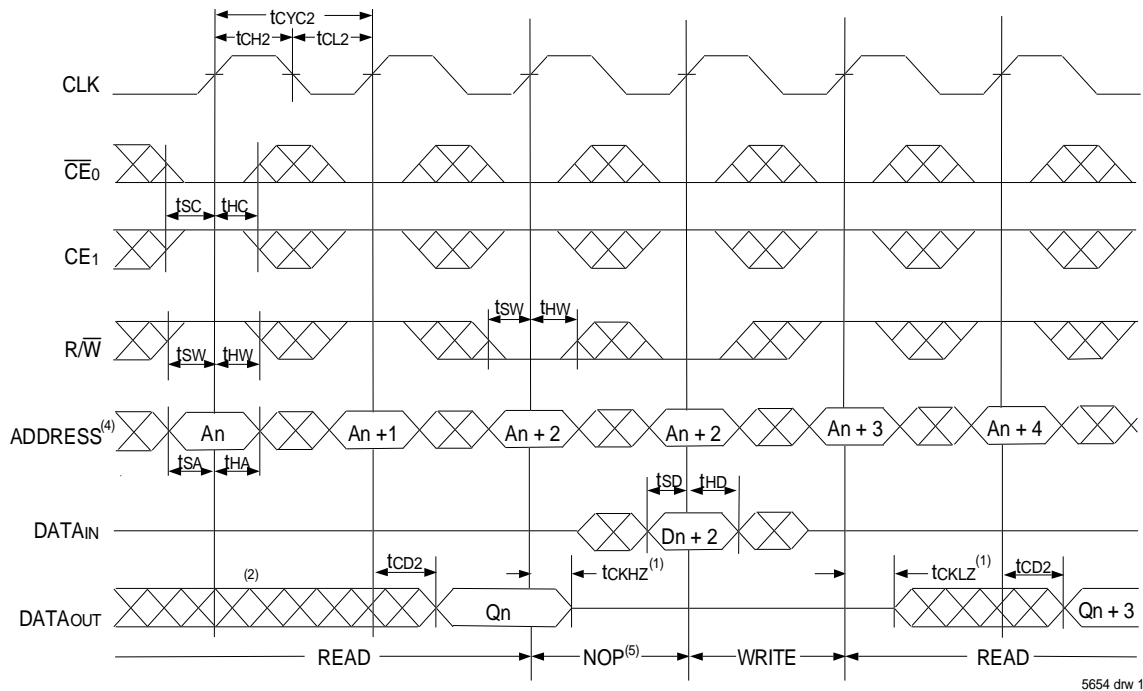 tCYC2
tCH2 tCL2
CLK
CE0
tSC tHC
CE1
tSW tHW
R/W
tSW tHW
ADDRESS(4) An An +1 An + 2 An + 2 An + 3 An + 4
tSA tHA tSD tHD
DATAIN Dn + 2
tCD2 tCKHZ(1) tCKLZ(1) tCD2
(2)
DATAOUT Qn Qn + 3
READ NOP(5) WRITE READ
5654 drw 1